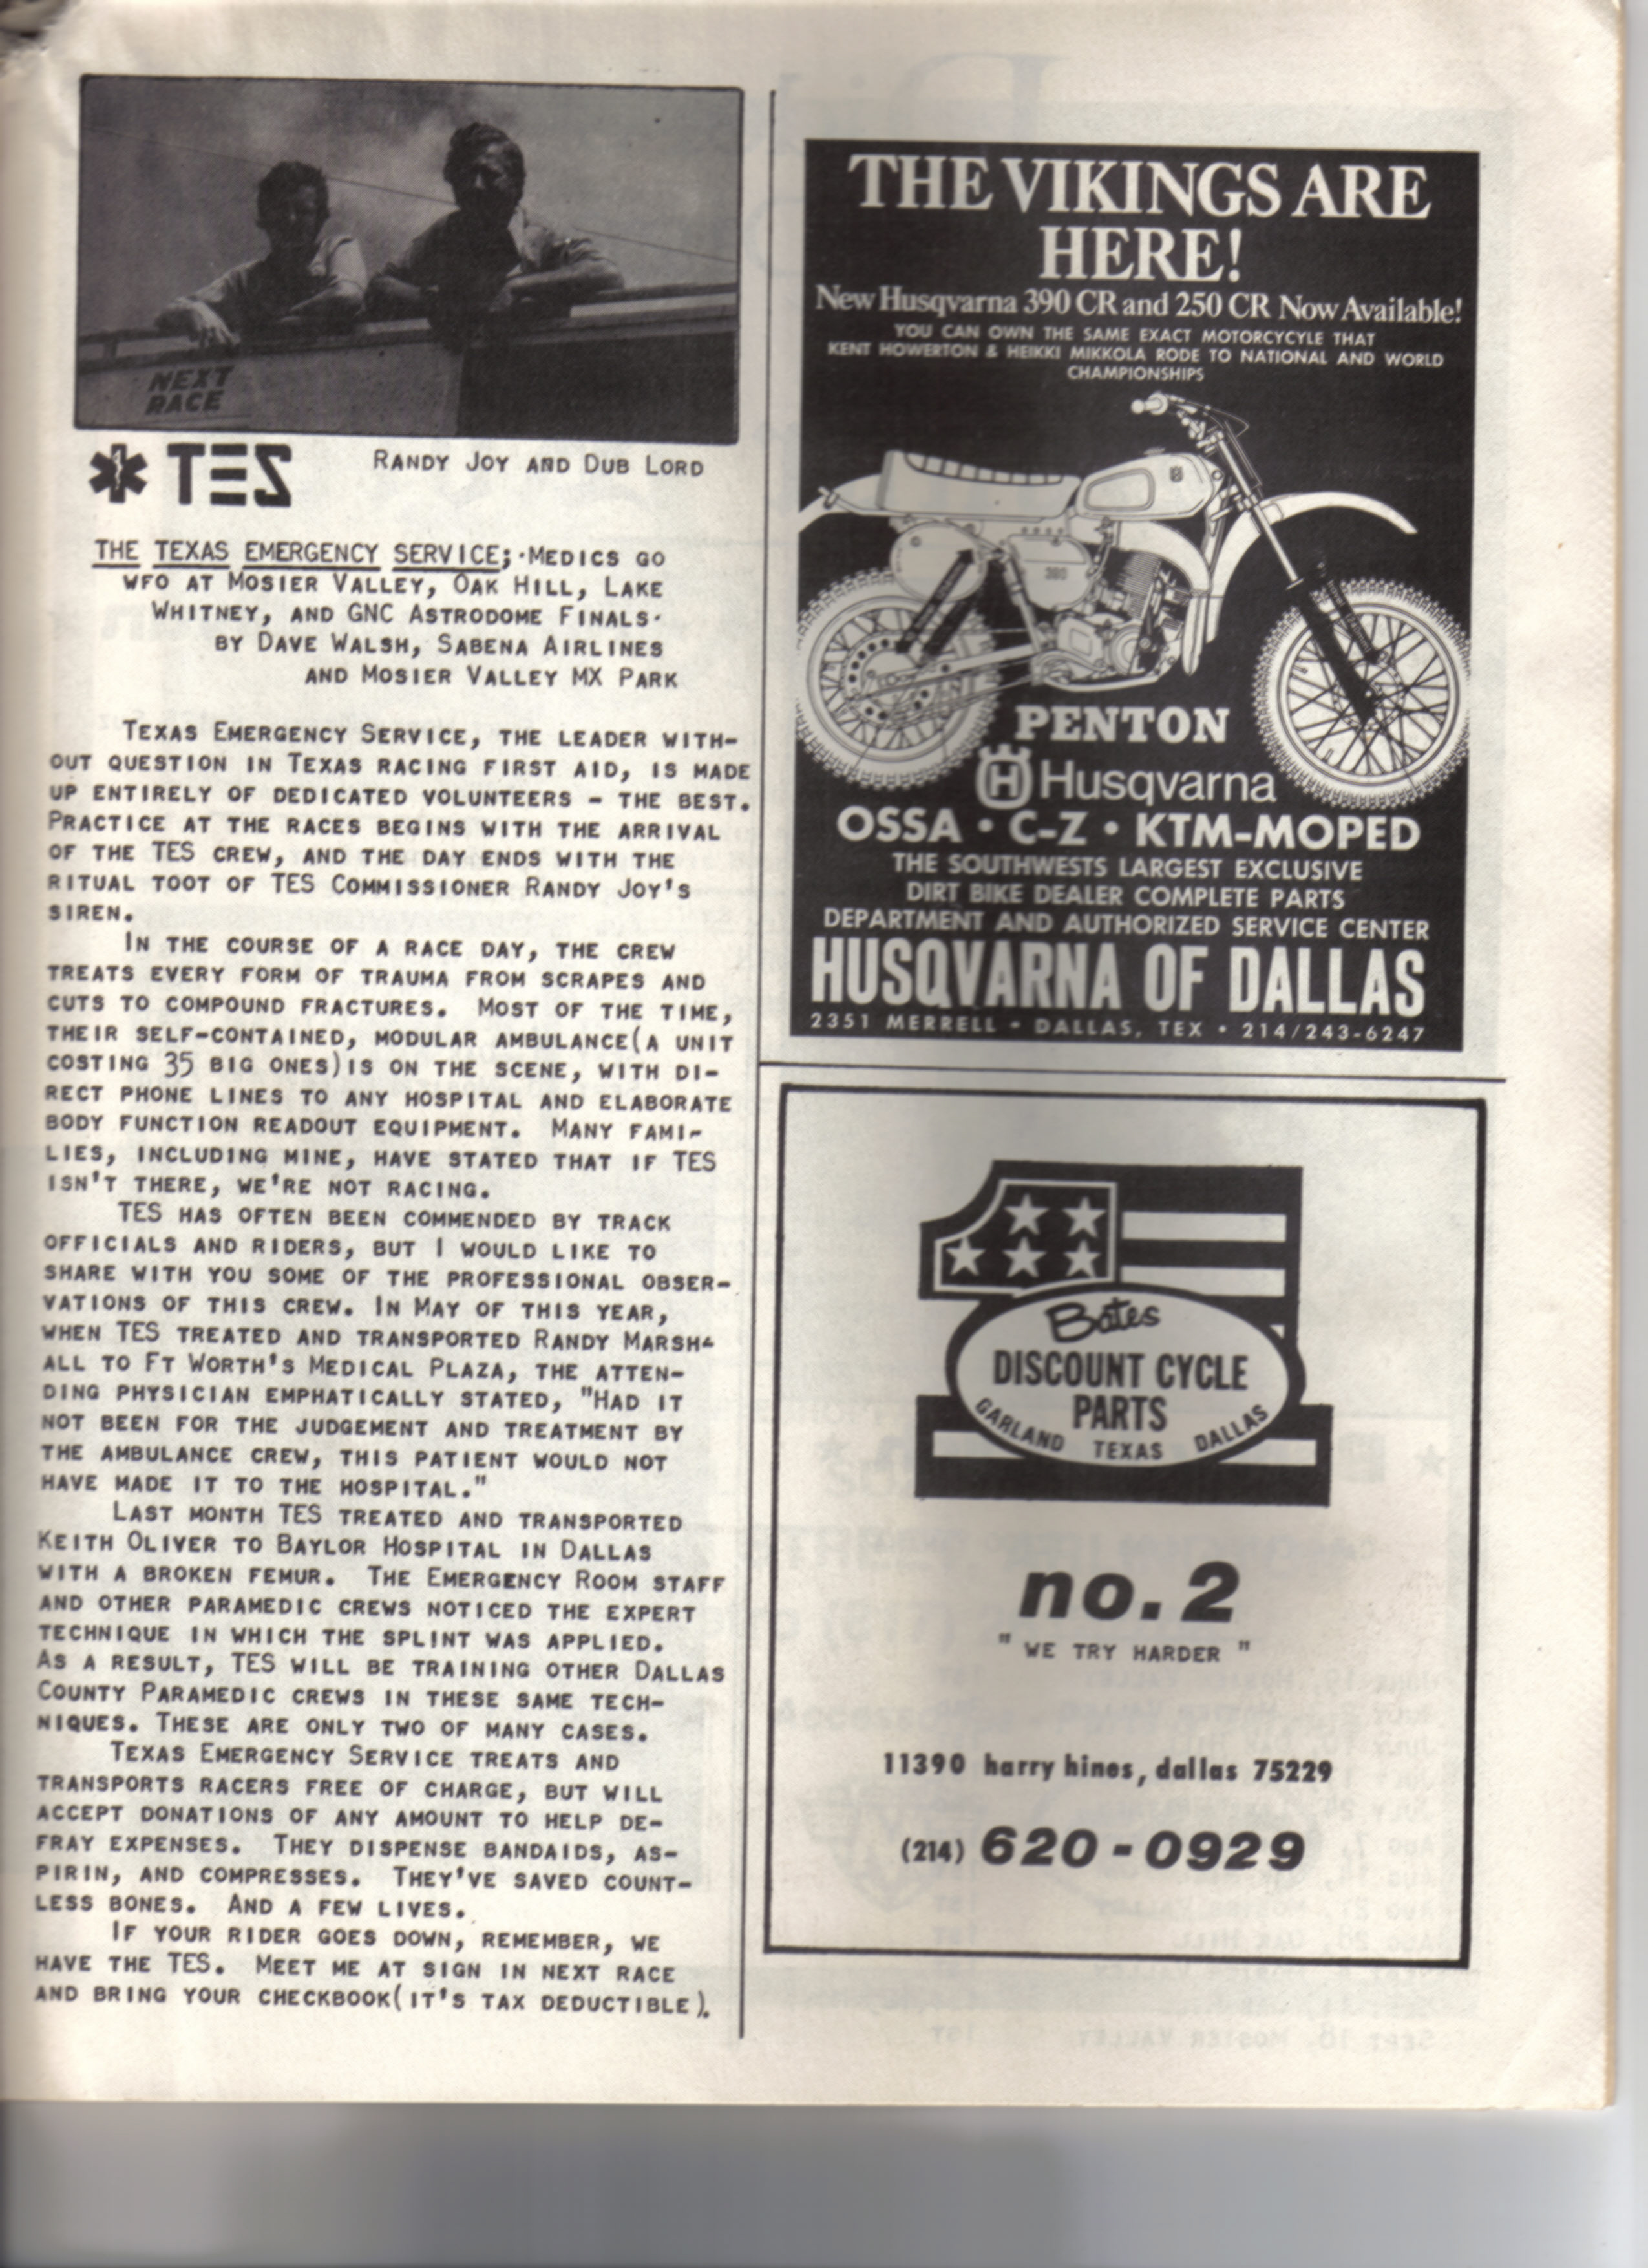 NEXT
RACE
TES
RANDY JOY AND DUB LORD
THE TEXAS EMERGENCY SERVICE; MEDICS GO
WFO AT MOSIER VALLEY, OAK HILL, LAKE
WHITNEY, AND GNC ASTRODOME FINALS.
BY DAVE WALSH, SABENA AIRLINES
AND MOSIER VALLEY MX PARK
TEXAS EMERGENCY SERVICE, THE LEADER WITH-
OUT QUESTION IN TEXAS RACING FIRST AID, IS MADE
UP ENTIRELY OF DEDICATED VOLUNTEERS - THE BEST.
PRACTICE AT THE RACES BEGINS WITH THE ARRIVAL
OF THE TES CREW, AND THE DAY ENDS WITH THE
RITUAL TOOT OF TES COMMISSIONER RANDY JOY'S
SIREN.
IN THE COURSE OF A RACE DAY, THE CREW
TREATS EVERY FORM OF TRAUMA FROM SCRAPES AND
CUTS TO COMPOUND FRACTURES. MOST OF THE TIME,
THEIR SELF-CONTAINED, MODULAR AMBULANCE(A UNIT
COSTING 35 BIG ONES)IS ON THE SCENE, WITH DI-
RECT PHONE LINES TO ANY HOSPITAL AND ELABORATE
BODY FUNCTION READOUT EQUIPMENT. MANY FAMI-
LIES, INCLUDING MINE, HAVE STATED THAT IF TES
ISN'T THERE, WE'RE NOT RACING.
TES HAS OFTEN BEEN COMMENDED BY TRACK
OFFICIALS AND RIDERS, BUT I WOULD LIKE TO
SHARE WITH YOU SOME OF THE PROFESSIONAL OBSER-
VATIONS OF THIS CREW. IN MAY OF THIS YEAR,
WHEN TES TREATED AND TRANSPORTED RANDY MARSH-
ALL TO FT WORTH'S MEDICAL PLAZA, THE ATTEN-
DING PHYSICIAN EMPHATICALLY STATED, "HAD IT
NOT BEEN FOR THE JUDGEMENT AND TREATMENT BY
THE AMBULANCE CREW, THIS PATIENT WOULD NOT
HAVE MADE IT TO THE HOSPITAL."
LAST MONTH TES TREATED AND TRANSPORTED
KEITH OLIVER TO BAYLOR HOSPITAL IN DALLAS
WITH A BROKEN FEMUR. THE EMERGENCY ROOM STAFF
AND OTHER PARAMEDIC CREWS NOTICED THE EXPERT
TECHNIQUE IN WHICH THE SPLINT WAS APPLIED.
AS A RESULT, TES WILL BE TRAINING OTHER DALLAS
COUNTY PARAMEDIC CREWS IN THESE SAME TECH-
NIQUES. THESE ARE ONLY TWO OF MANY CASES.
TEXAS EMERGENCY SERVICE TREATS AND
TRANSPORTS RACERS FREE OF CHARGE, BUT WILL
ACCEPT DONATIONS OF ANY AMOUNT TO HELP DE-
FRAY EXPENSES. THEY DISPENSE BANDAIDS, AS-
PIRIN, AND COMPRESSES. THEY'VE SAVED COUNT-
LESS BONES. AND A FEW LIVES.
IF YOUR RIDER GOES DOWN, REMEMBER, WE
HAVE THE TES. MEET ME AT SIGN IN NEXT RACE
AND BRING YOUR CHECKBOOK(IT'S TAX DEDUCTIBLE).
THE VIKINGS ARE
HERE!
New Husqvarna 390 CR and 250 CR Now Available!
YOU CAN OWN THE SAME EXACT MOTORCYCYLE THAT
KENT HOWERTON & HEIKKI MIKKOLA RODE TO NATIONAL AND WORLD
CHAMPIONSHIPS
390
PENTON
Husqvarna
OSSA • C-Z • KTM-MOPED
THE SOUTHWESTS LARGEST EXCLUSIVE
DIRT BIKE DEALER COMPLETE PARTS
DEPARTMENT AND AUTHORIZED SERVICE CENTER
HUSQVARNA OF DALLAS
2351 MERRELL • DALLAS, TEX • 214/243-6247
Bates
DISCOUNT CYCLE
PARTS
GARLAND TEXAS DALLAS
no. 2
" WE TRY HARDER "
11390 harry hines, dallas 75229
(214) 620-0929